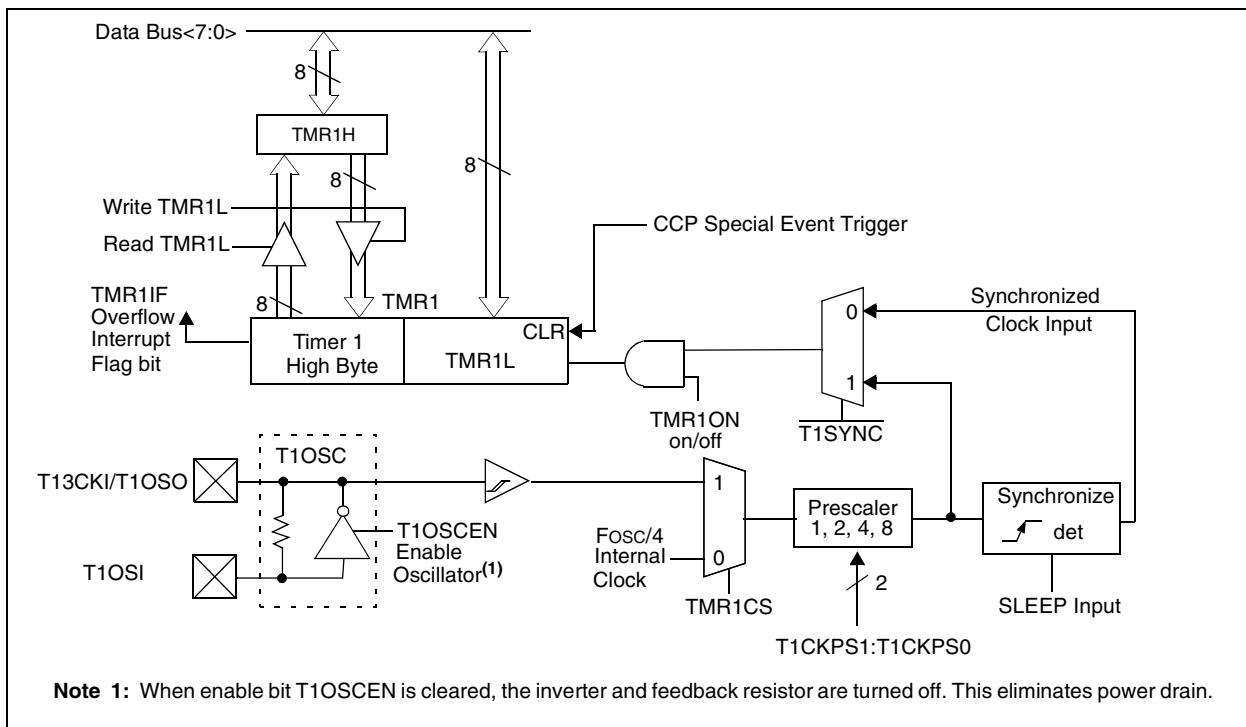 Data Bus<7:0>
8
TMR1H
8
8
Write TMR1L
Read TMR1L
CCP Special Event Trigger
TMR1IF
Overflow
Interrupt
Flag bit
8
TMR1
Timer 1
High Byte
TMR1L
CLR
0
1
Synchronized
Clock Input
TMR1ON
on/off
T1SYNC
T1OSC
T13CKI/T1OSO
T1OSI
T1OSCEN
Enable
Oscillator(1)
FOSC/4
Internal
Clock
1
0
TMR1CS
Prescaler
1, 2, 4, 8
2
T1CKPS1:T1CKPS0
Synchronize
det
SLEEP Input
Note 1: When enable bit T1OSCEN is cleared, the inverter and feedback resistor are turned off. This eliminates power drain.